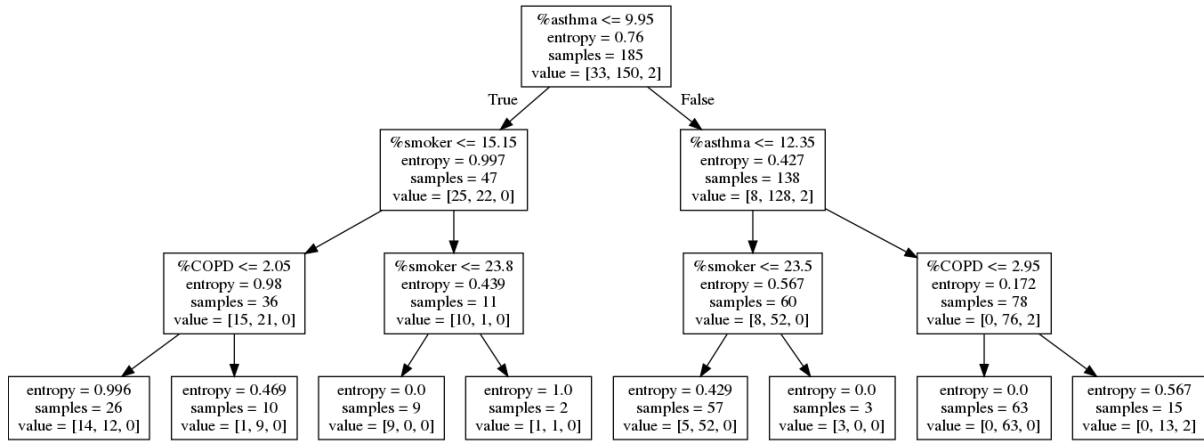 %asthma <= 9.95
entropy = 0.76
samples = 185
value = [33, 150, 2]
True
False
%smoker <= 15.15
entropy = 0.997
samples = 47
value = [25, 22, 0]
%asthma <= 12.35
entropy = 0.427
samples = 138
value = [8, 128, 2]
%COPD <= 2.05
entropy = 0.98
samples = 36
value = [15, 21, 0]
%smoker <= 23.8
entropy = 0.439
samples = 11
value = [10, 1, 0]
%smoker <= 23.5
entropy = 0.567
samples = 60
value = [8, 52, 0]
%COPD <= 2.95
entropy = 0.172
samples = 78
value = [0, 76, 2]
entropy = 0.996
samples = 26
value = [14, 12, 0]
entropy = 0.469
samples = 10
value = [1, 9, 0]
entropy = 0.0
samples = 9
value = [9, 0, 0]
entropy = 1.0
samples = 2
value = [1, 1, 0]
entropy = 0.429
samples = 57
value = [5, 52, 0]
entropy = 0.0
samples = 3
value = [3, 0, 0]
entropy = 0.0
samples = 63
value = [0, 63, 0]
entropy = 0.567
samples = 15
value = [0, 13, 2]